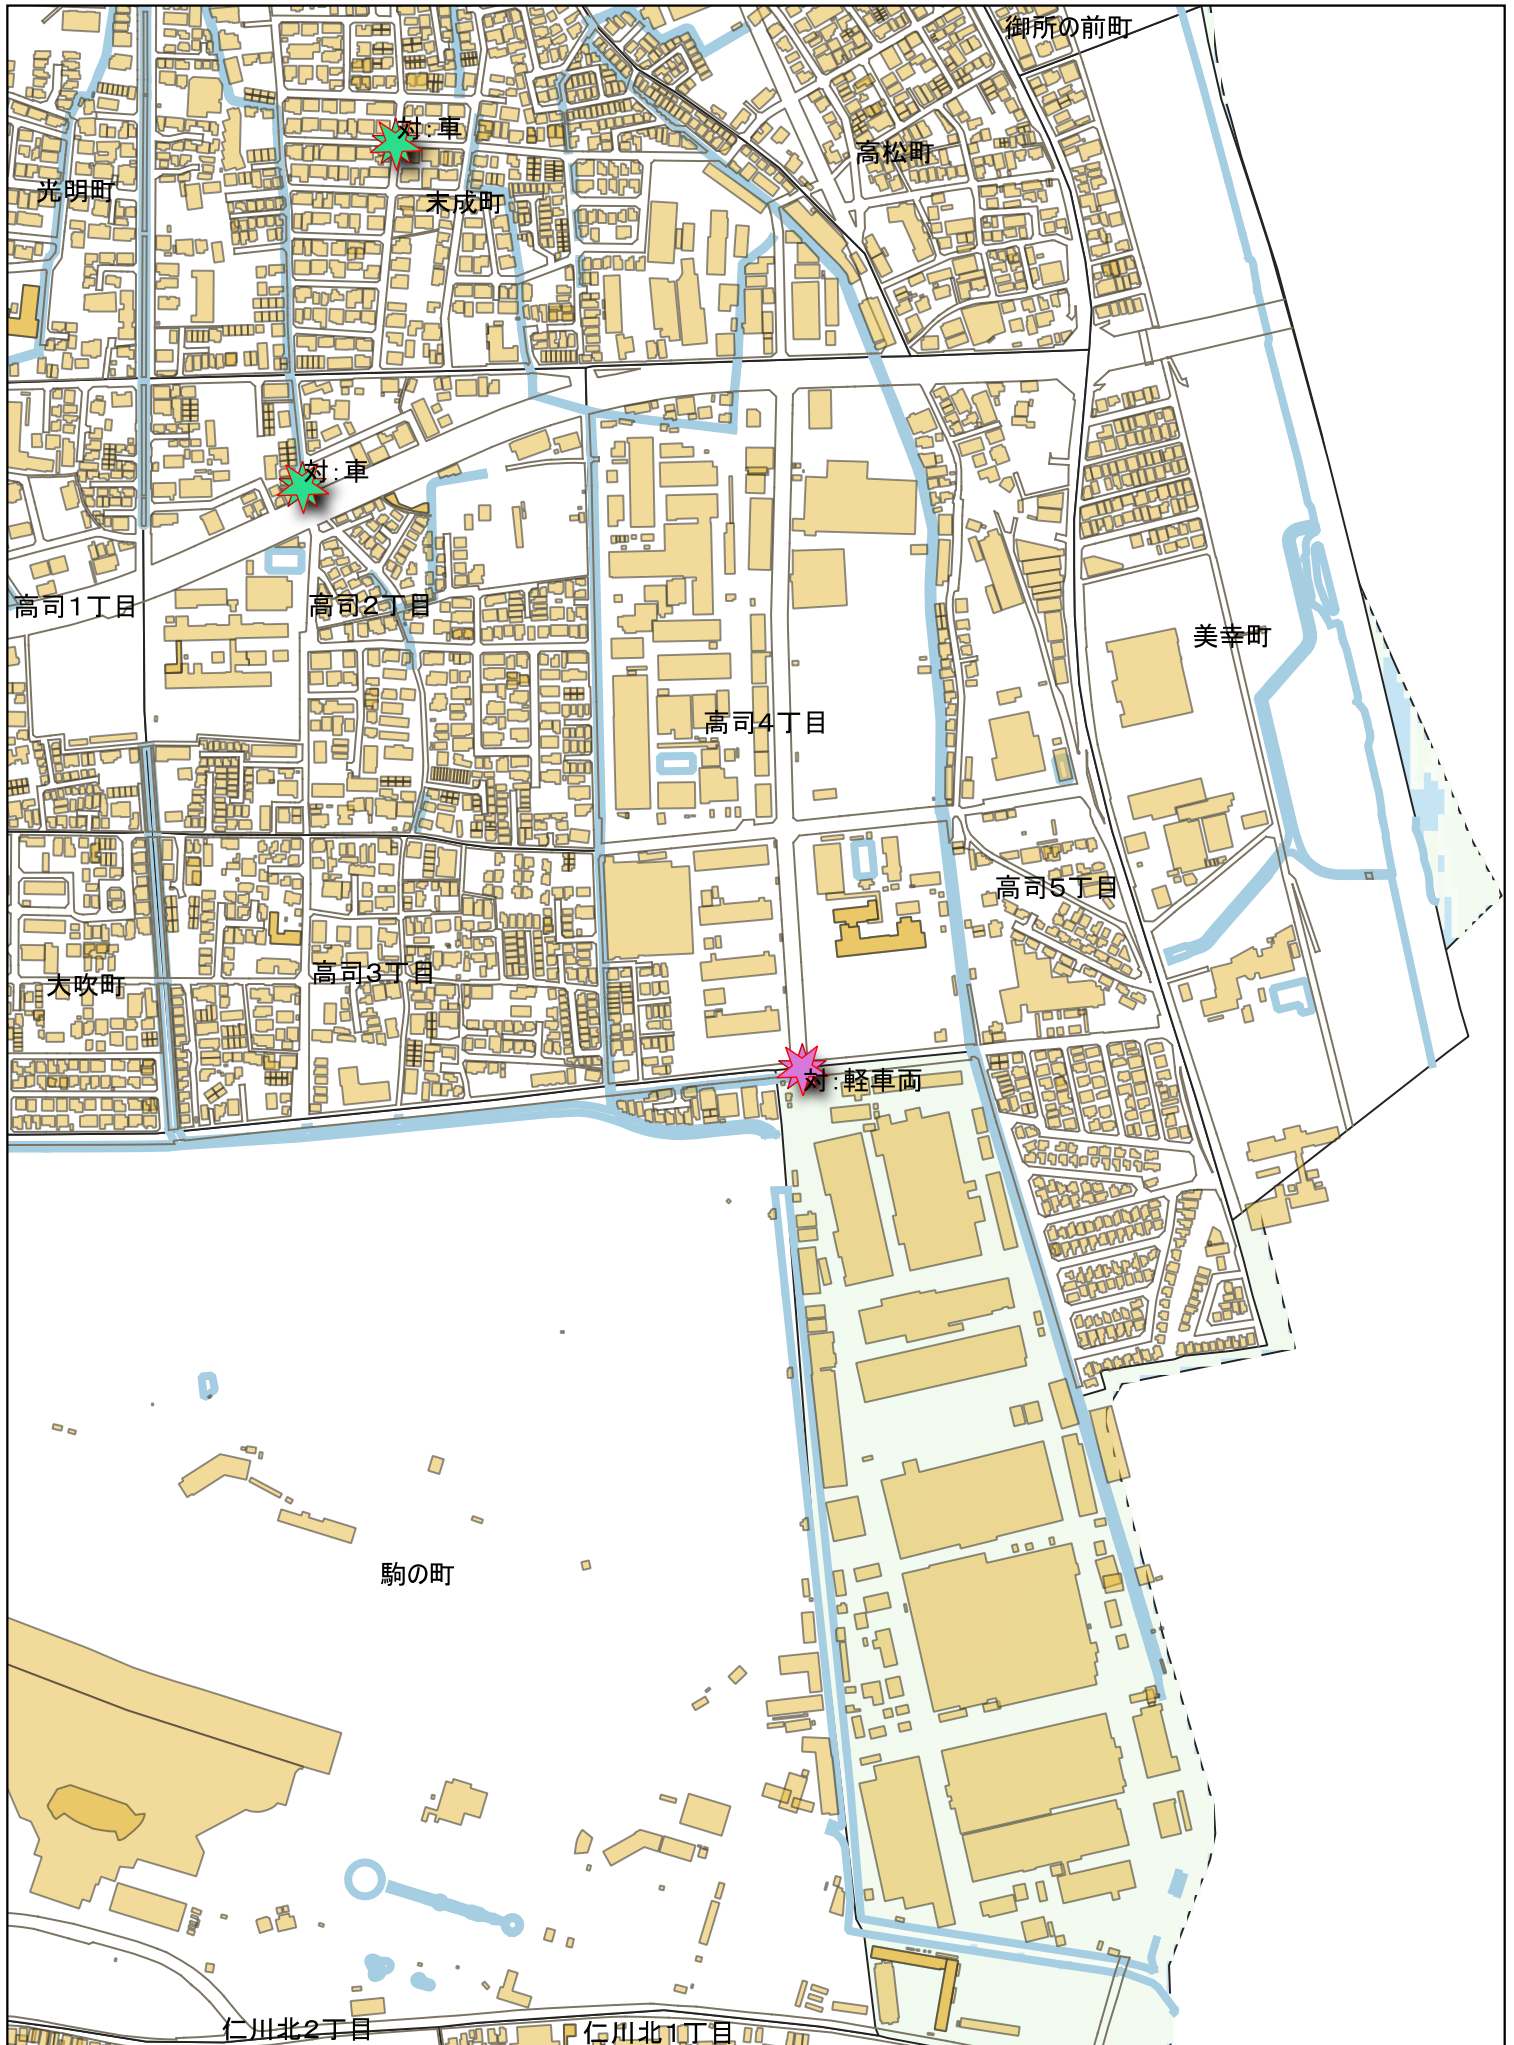 御所の前町
対：車
高松町
光明町
末成町
対：車
高司1丁目
高司2丁目
美幸町
高司4丁目
高司5丁目
高司3丁目
大吹町
対：軽車両
駒の町
仁川北2丁目
仁川北1丁目